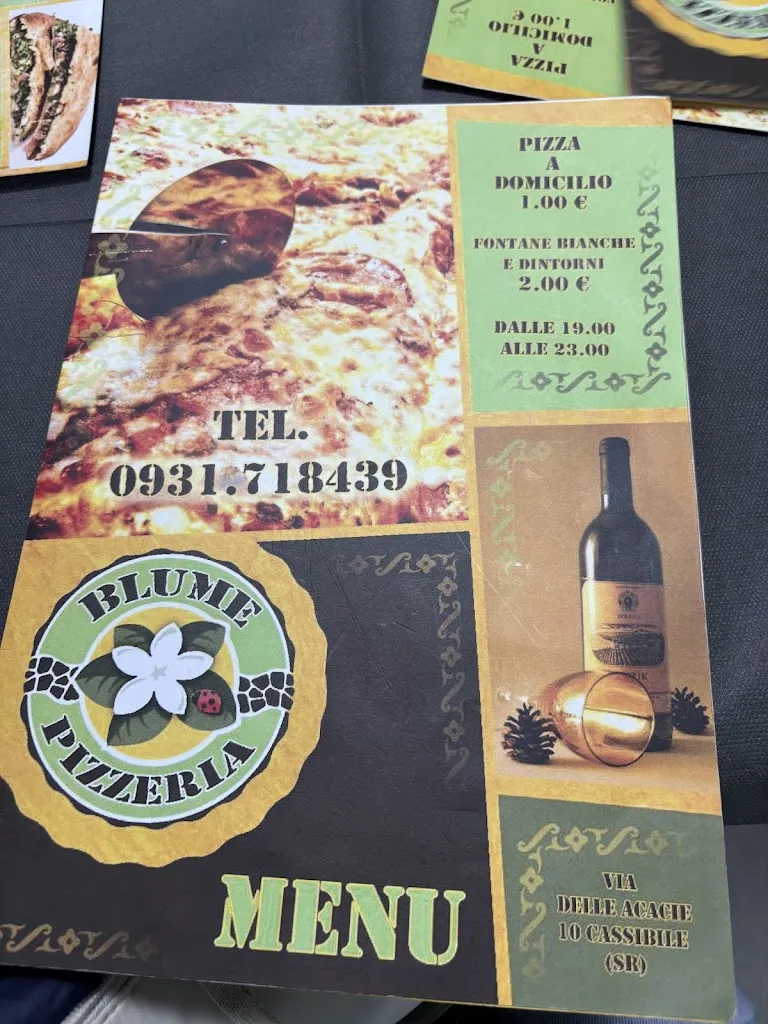 PIZZA
A
DOMICILIO
1.00 €
PIZZA
A
DOMICILIO
1.00 €
FONTANE BIANCHE
E DINTORNI
2.00 €
DALLE 19.00
ALLE 23.00
TEL.
0931.718439
BLUME
PIZZERIA
MENU
VIA
DELLE ACACIE
10 CASSIBILE
(SR)